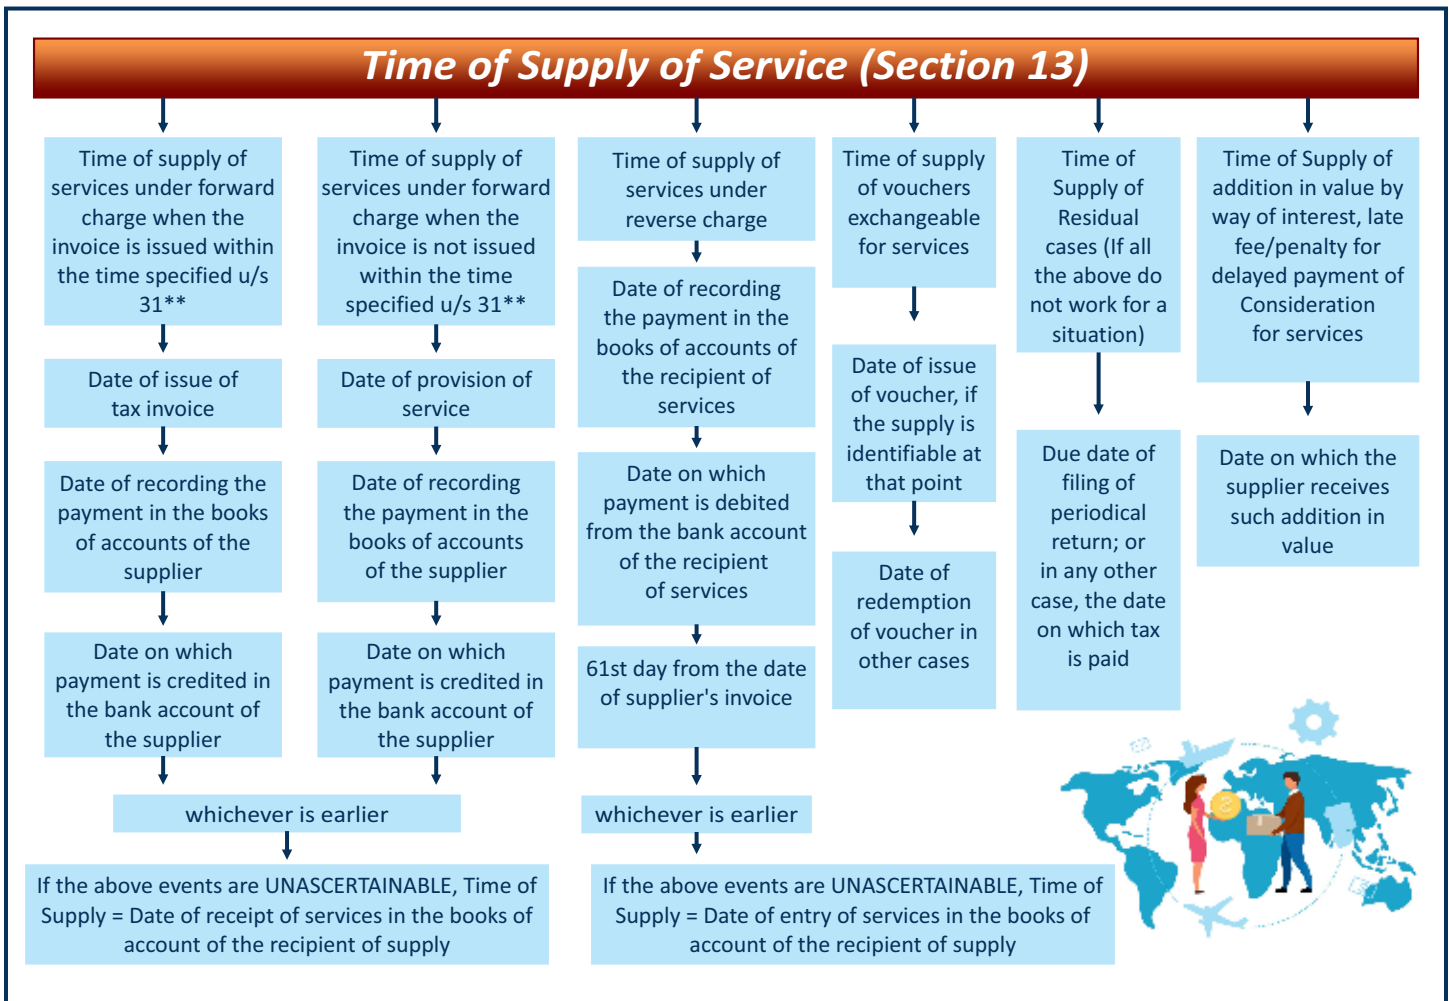 Time of Supply of Service (Section 13)
Time of supply of
services under forward
charge when the
invoice is issued within
the time specified u/s
31**
Date of issue of
tax invoice
Date of recording the
payment in the books
of accounts of the
supplier
Date on which
payment is credited in
the bank account of
the supplier
Time of supply of
services under forward
charge when the
invoice is not issued
within the time
specified u/s 31**
Date of provision of
service
Date of recording
the payment in the
books of accounts
of the supplier
Date on which
payment is credited in
the bank account of
the supplier
whichever is earlier
If the above events are UNASCERTAINABLE, Time of
Supply = Date of receipt of services in the books of
account of the recipient of supply
Time of supply of
services under
reverse charge
Date of recording
the payment in the
books of accounts of
the recipient of
services
Date on which
payment is debited
from the bank account
of the recipient
of services
61st day from the date
of supplier's invoice
whichever is earlier
If the above events are UNASCERTAINABLE, Time of
Supply = Date of entry of services in the books of
account of the recipient of supply
Time of supply
of vouchers
exchangeable
for services
Date of issue
of voucher, if
the supply is
identifiable at
that point
Date of
redemption
of voucher in
other cases
Time of
Supply of
Residual
cases (If all
the above do
not work for a
situation)
Due date of
filing of
periodical
return; or
in any other
case, the date
on which tax
is paid
Time of Supply of
addition in value by
way of interest, late
fee/penalty for
delayed payment of
Consideration
for services
Date on which the
supplier receives
such addition in
value